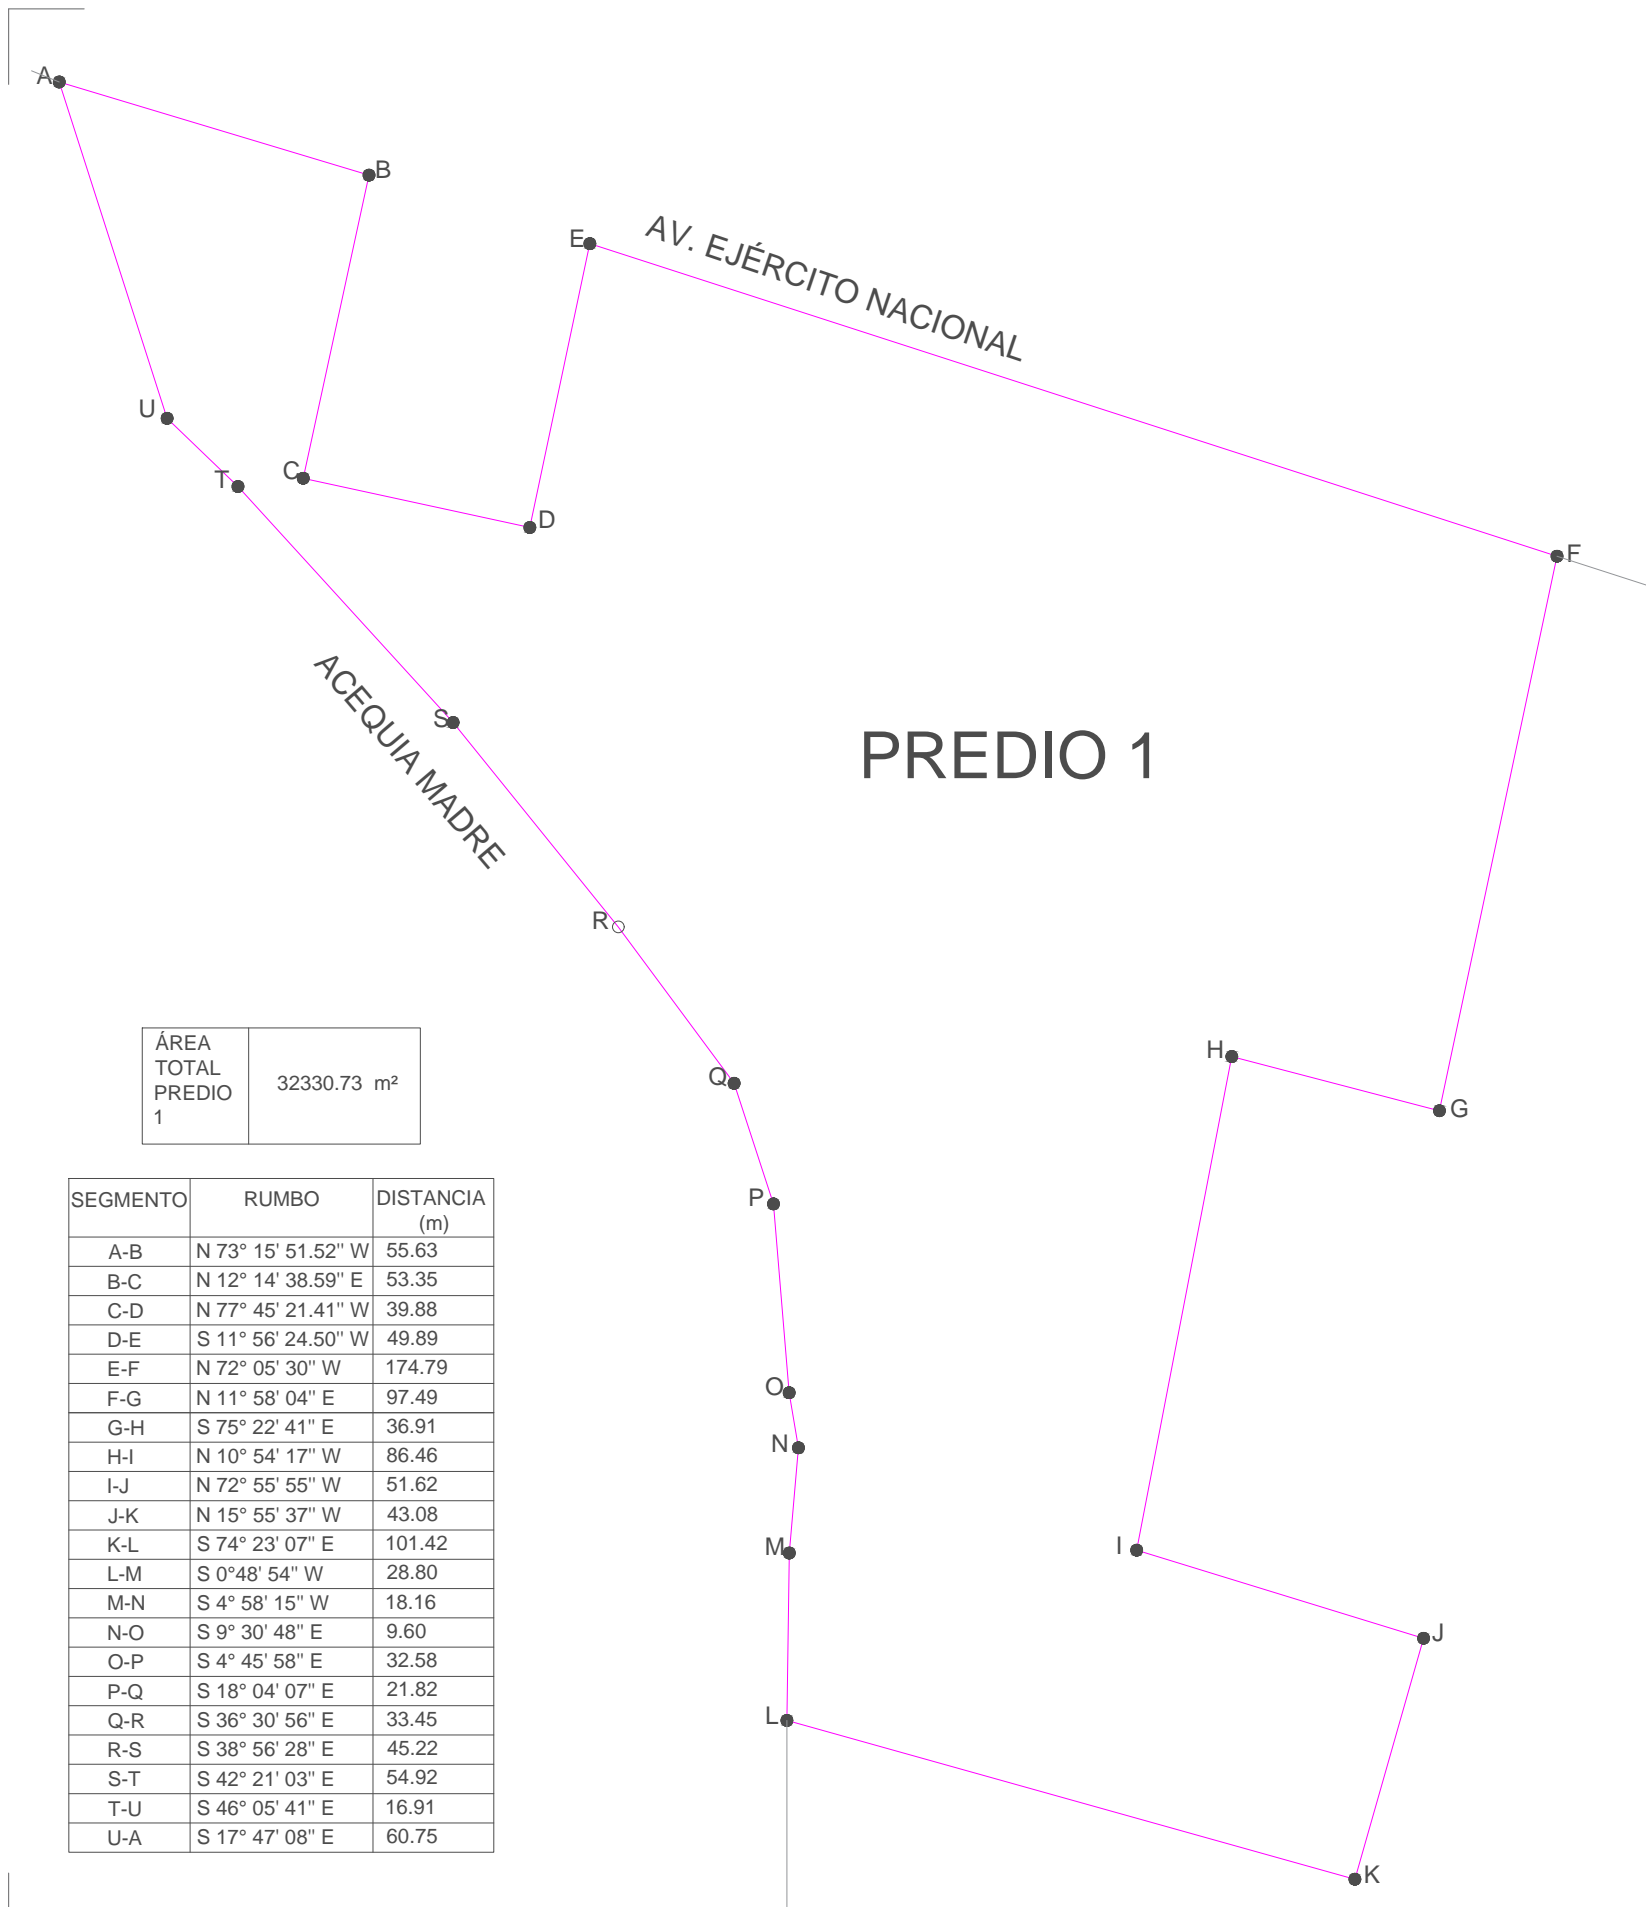 A
B
E
AV. EJÉRCITO NACIONAL
U
T
C
D
F
S
ACEQUIA MADRE
PREDIO 1
R
Q
H
G
P
O
N
M
I
J
L
K
ÁREA
TOTAL
PREDIO
1
32330.73 m²
SEGMENTO RUMBO DISTANCIA
(m)
A-B N 73° 15' 51.52" W 55.63
B-C N 12° 14' 38.59" E 53.35
C-D N 77° 45' 21.41" W 39.88
D-E S 11° 56' 24.50" W 49.89
E-F N 72° 05' 30" W 174.79
F-G N 11° 58' 04" E 97.49
G-H S 75° 22' 41" E 36.91
H-I N 10° 54' 17" W 86.46
I-J N 72° 55' 55" W 51.62
J-K N 15° 55' 37" W 43.08
K-L S 74° 23' 07" E 101.42
L-M S 0°48' 54" W 28.80
M-N S 4° 58' 15" W 18.16
N-O S 9° 30' 48" E 9.60
O-P S 4° 45' 58" E 32.58
P-Q S 18° 04' 07" E 21.82
Q-R S 36° 30' 56" E 33.45
R-S S 38° 56' 28" E 45.22
S-T S 42° 21' 03" E 54.92
T-U S 46° 05' 41" E 16.91
U-A S 17° 47' 08" E 60.75